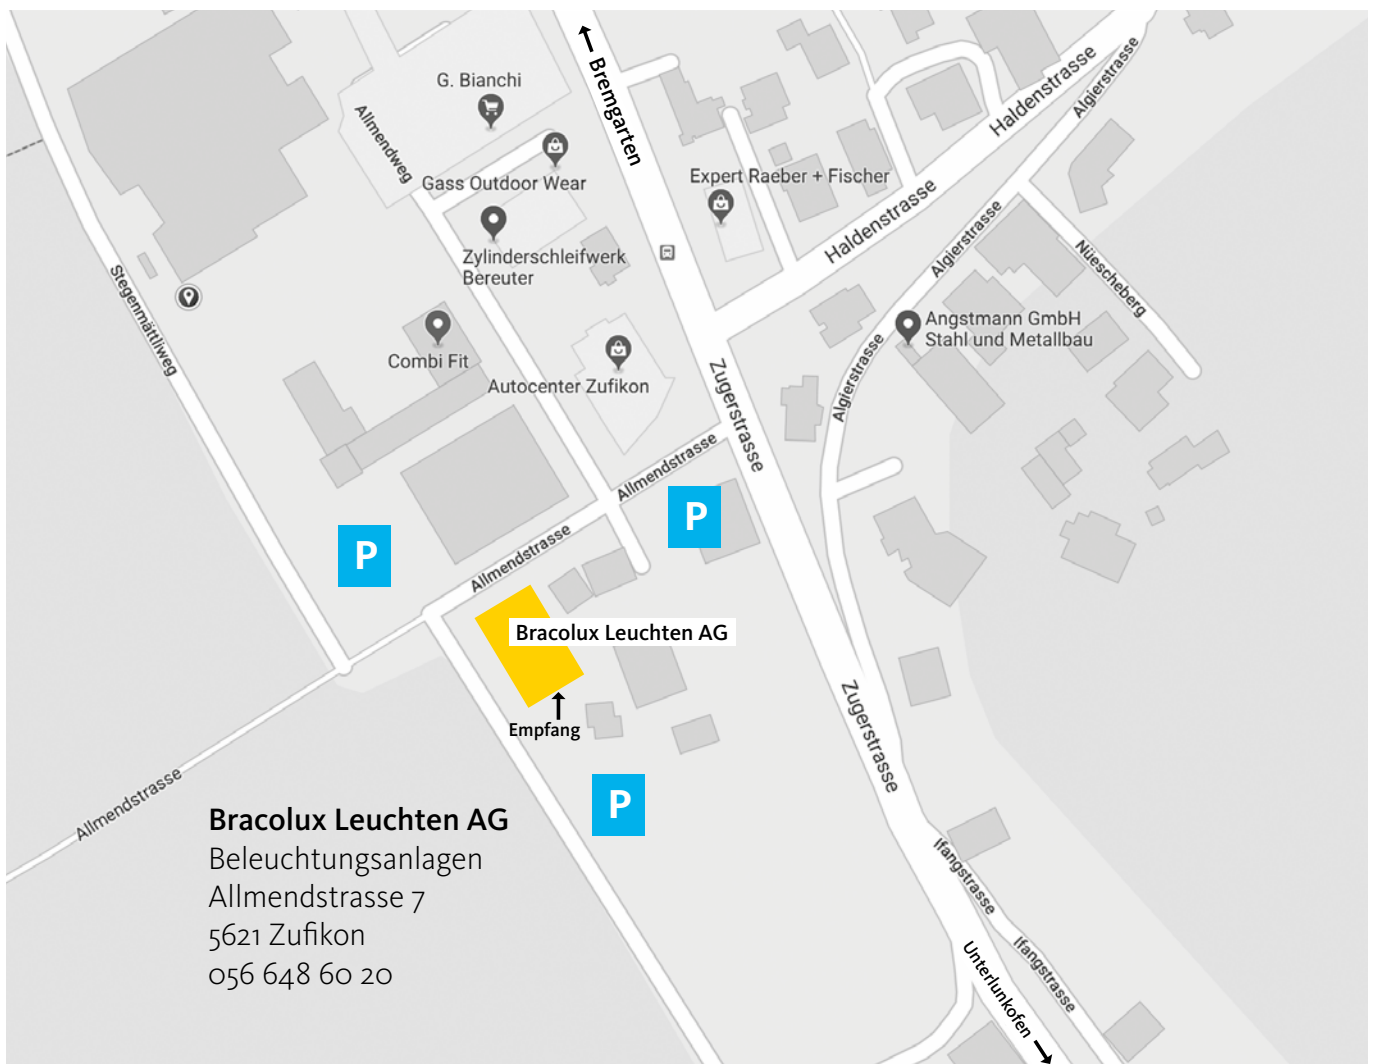 Bremgarten
G. Bianchi
Allmendweg
Gass Outdoor Wear
Zylinderschleifwerk
Bereuter
Expert Raeber + Fischer
Haldenstrasse
Algierstrasse
Haldenstrasse
Algierstrasse
Nüescheberg
Stegenmättliweg
Combi Fit
Autocenter Zufikon
Angstmann GmbH
Stahl und Metallbau
Algierstrasse
Zugerstrasse
Allmendstrasse
P
P
Allmendstrasse
Bracolux Leuchten AG
Empfang
Zugerstrasse
P
Allmendstrasse
Bracolux Leuchten AG
Beleuchtungsanlagen
Allmendstrasse 7
5621 Zufikon
056 648 60 20
Ifangstrasse
Ifangstrasse
Unterlunkofen